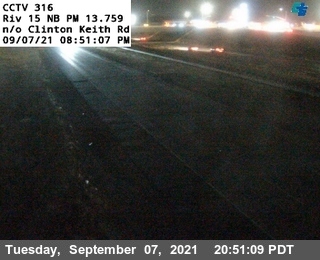 CCTV 316
Riv 15 NB PM 13.759
n/o Clinton Keith Rd
09/07/21 08:51:07 PM
Tuesday, September 07, 2021 20:51:09 PDT